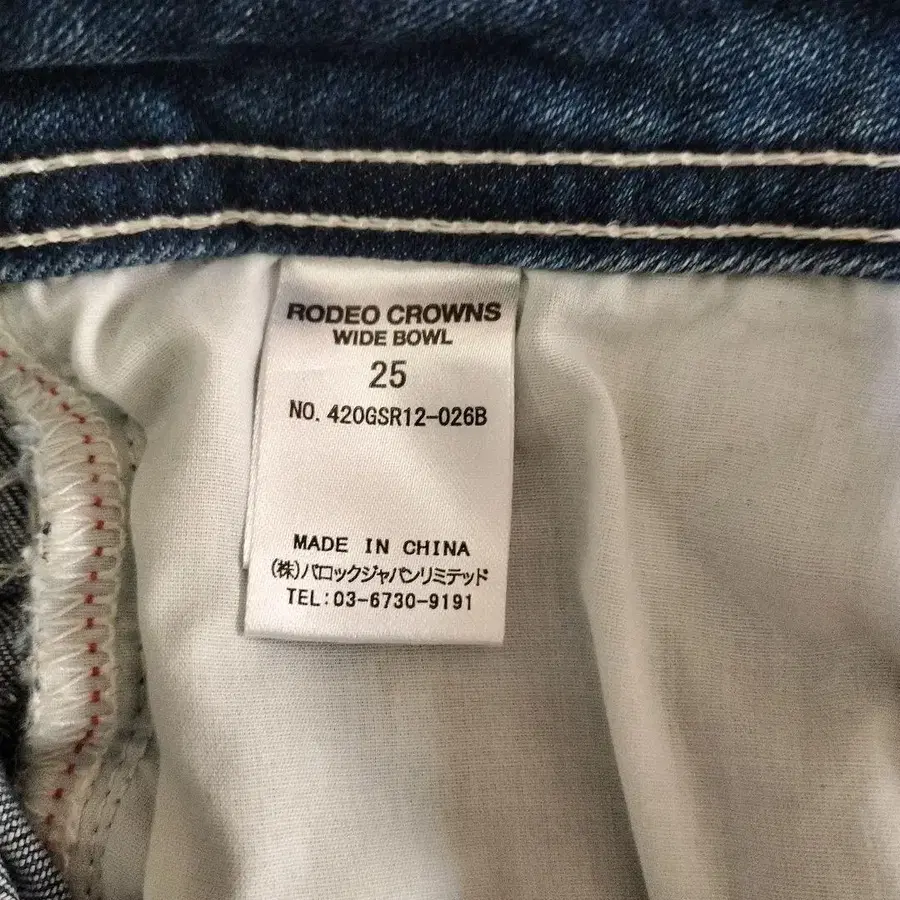 RODEO CROWNS
WIDE BOWL
25
NO. 420GSR12-026B
MADE IN CHINA
(株)バロックジャパンリミテッド
TEL:03-6730-9191